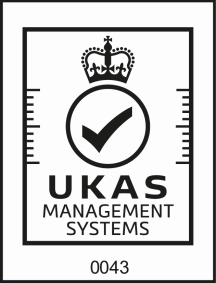 UKAS
MANAGEMENT
SYSTEMS
0043